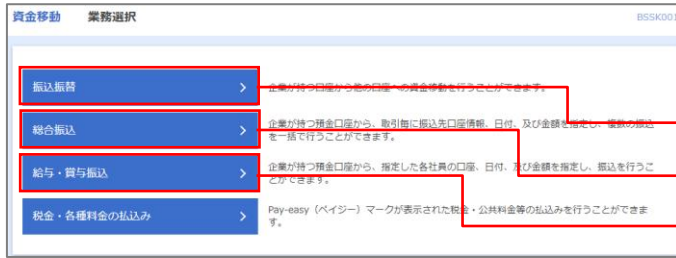 資金移動 業務選択 BSSK001
振込振替
企業が持つ口座から他の口座への資金移動を行うことができます。
総合振込
企業が持つ預金口座から、取引毎に振込先口座情報、日付、及び金額を指定し、複数の振込
を一括で行うことができます。
給与・賞与振込
企業が持つ預金口座から、指定した各社員の口座、日付、及び金額を指定し、振込を行うこ
とができます。
税金・各種料金の払込み
Pay-easy（ペイジー）マークが表示された税金・公共料金等の払込みを行うことができま
す。